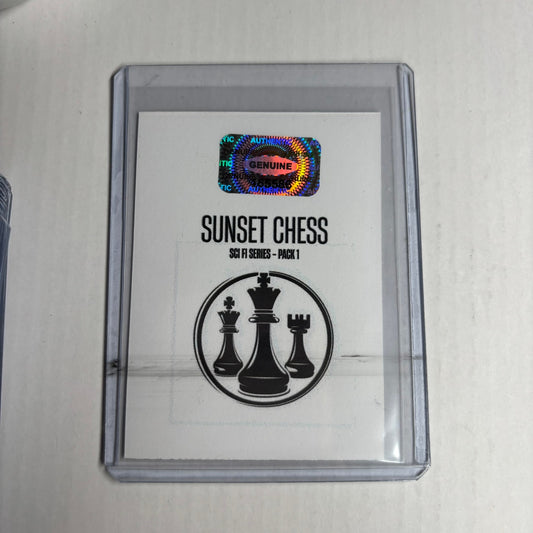 GENUINE
SUNSET CHESS
SCI FI SERIES - PACK 1